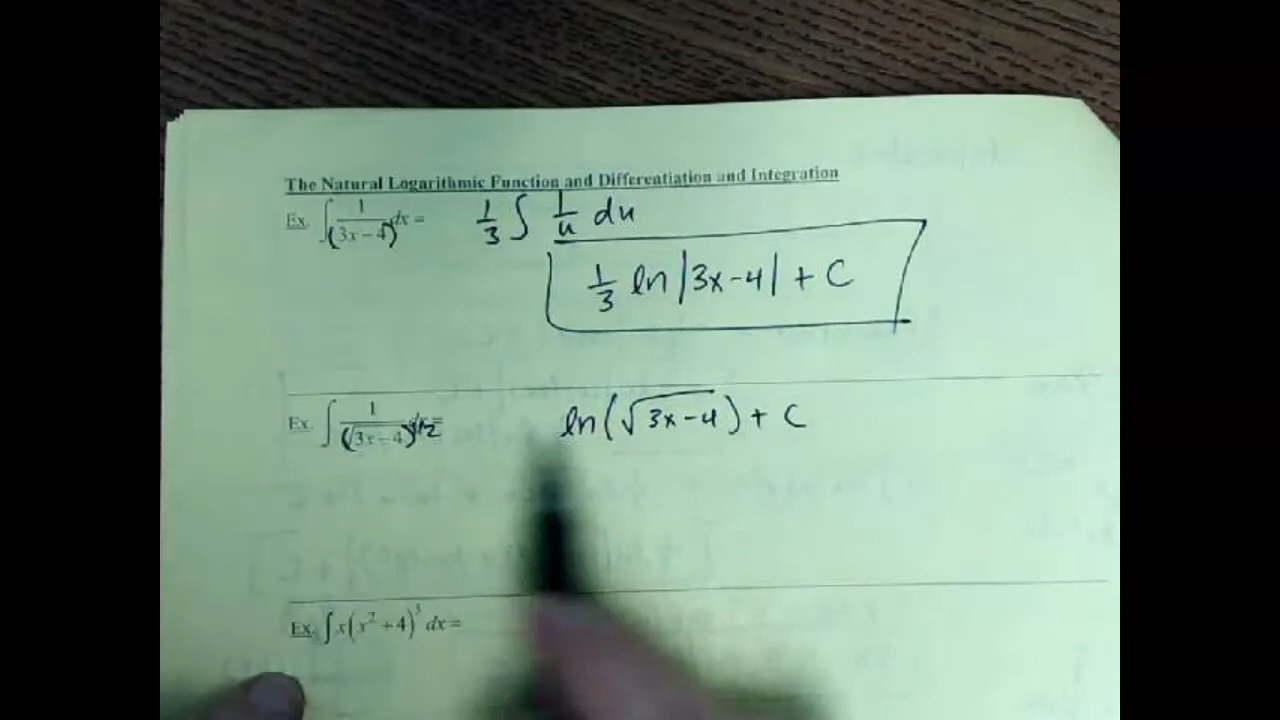 The Natural Logarithmic Function and Differentiation and Integration
Ex. ∫ 1/(3x − 4) dx = 1/3 ∫ 1/u du
1/3 ln|3x-4| + C
Ex. ∫ 1/(√3x − 4)^1/2 dx = ln(√3x-4) + C
Ex. ∫ x(x² + 4)³ dx =